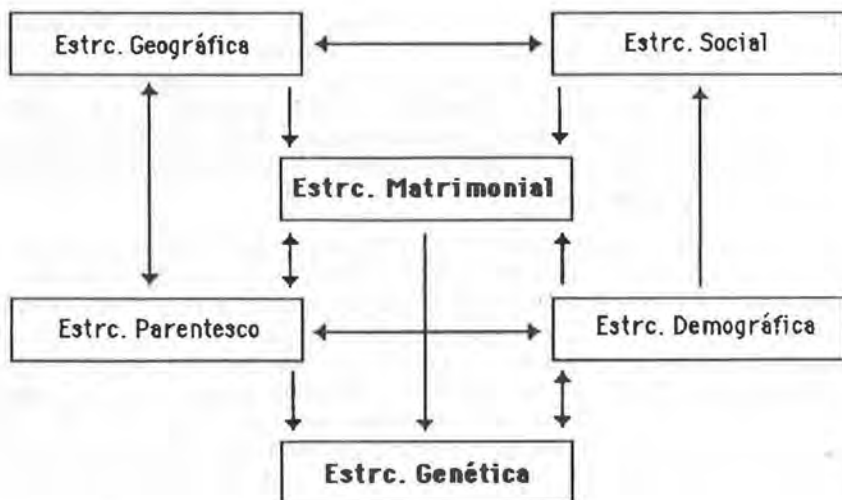 Estrc. Geográfica
Estrc. Social
Estrc. Matrimonial
Estrc. Parentesco
Estrc. Demográfica
Estrc. Genética